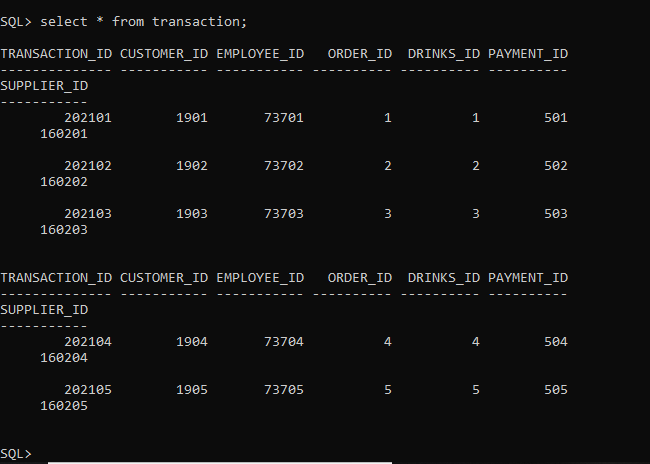 SQL> select * from transaction;
TRANSACTION_ID CUSTOMER_ID EMPLOYEE_ID   ORDER_ID  DRINKS_ID PAYMENT_ID
-------------- ----------- ----------- ---------- ---------- ----------
SUPPLIER_ID
-----------
        202101        1901       73701          1          1        501
     160201
        202102        1902       73702          2          2        502
     160202
        202103        1903       73703          3          3        503
     160203
TRANSACTION_ID CUSTOMER_ID EMPLOYEE_ID   ORDER_ID  DRINKS_ID PAYMENT_ID
-------------- ----------- ----------- ---------- ---------- ----------
SUPPLIER_ID
-----------
        202104        1904       73704          4          4        504
     160204
        202105        1905       73705          5          5        505
     160205
SQL>